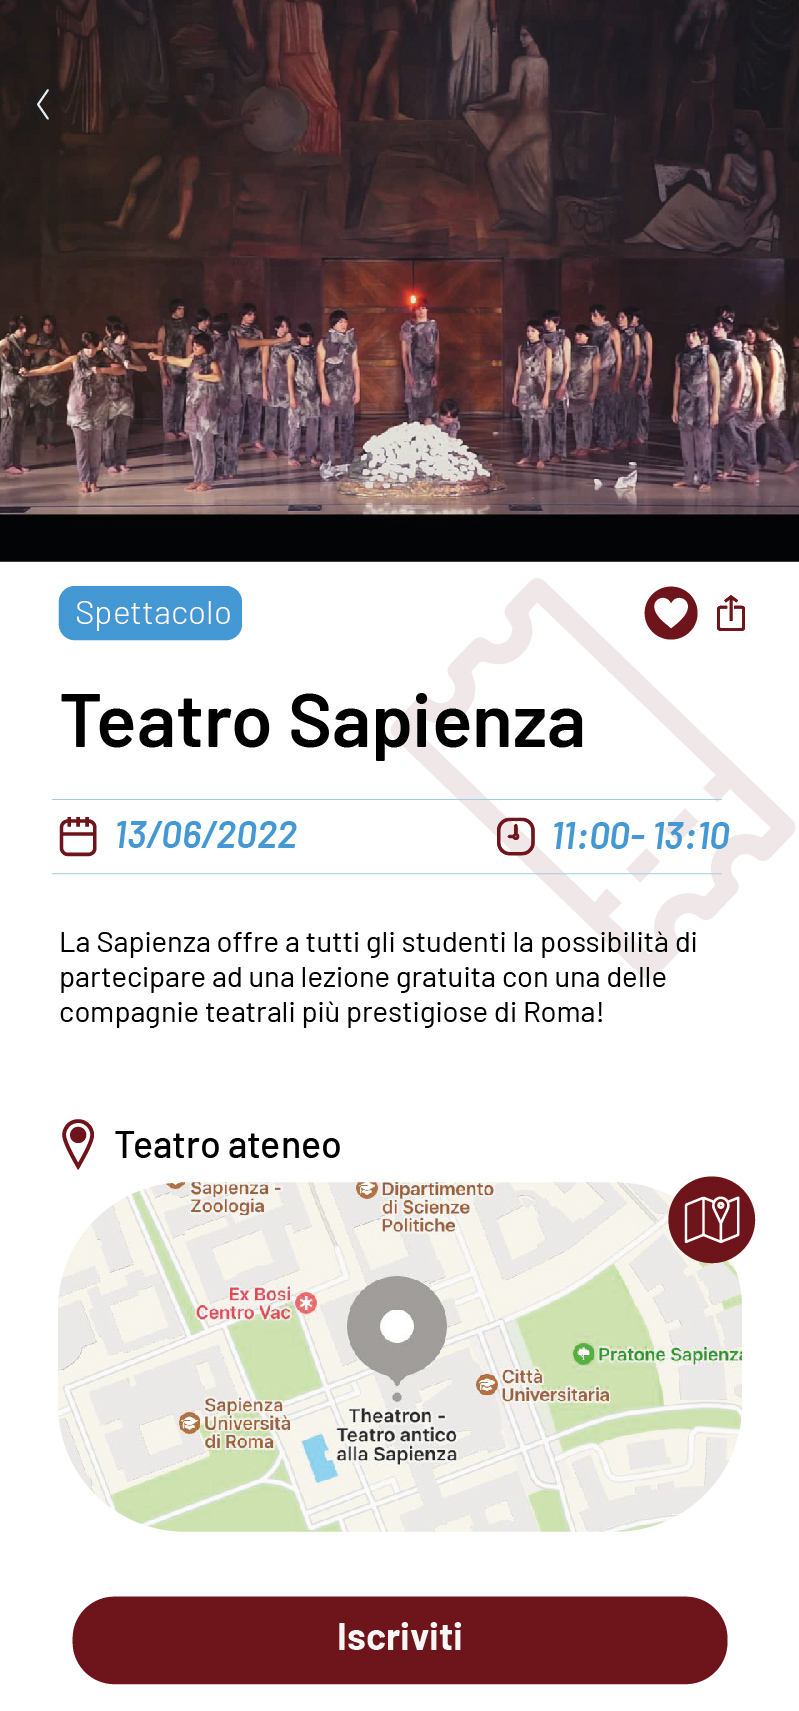 Spettacolo
Teatro Sapienza
13/06/2022
11:00- 13:10
La Sapienza offre a tutti gli studenti la possibilità di
partecipare ad una lezione gratuita con una delle
compagnie teatrali più prestigiose di Roma!
Teatro ateneo
Sapienza -
Zoologia
Dipartimento
di Scienze
Politiche
Ex Bosi
Centro Vac
Pratone Sapienza
Città
Universitaria
Sapienza
Università
di Roma
Theatron -
Teatro antico
alla Sapienza
Iscriviti